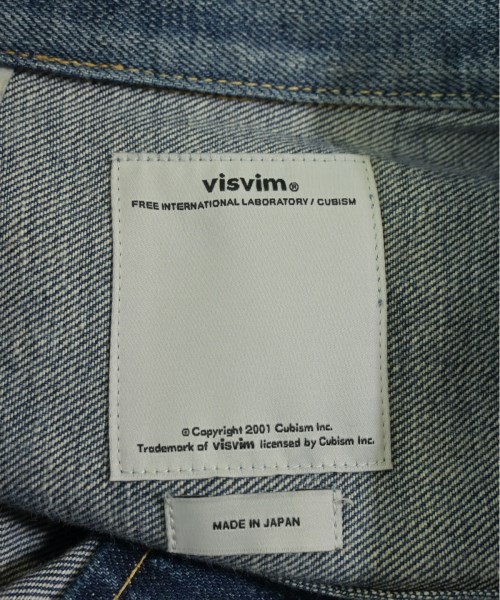 visvim®
FREE INTERNATIONAL LABORATORY / CUBISM
© Copyright 2001 Cubism Inc.
Trademark of visvim licensed by Cubism Inc.
MADE IN JAPAN